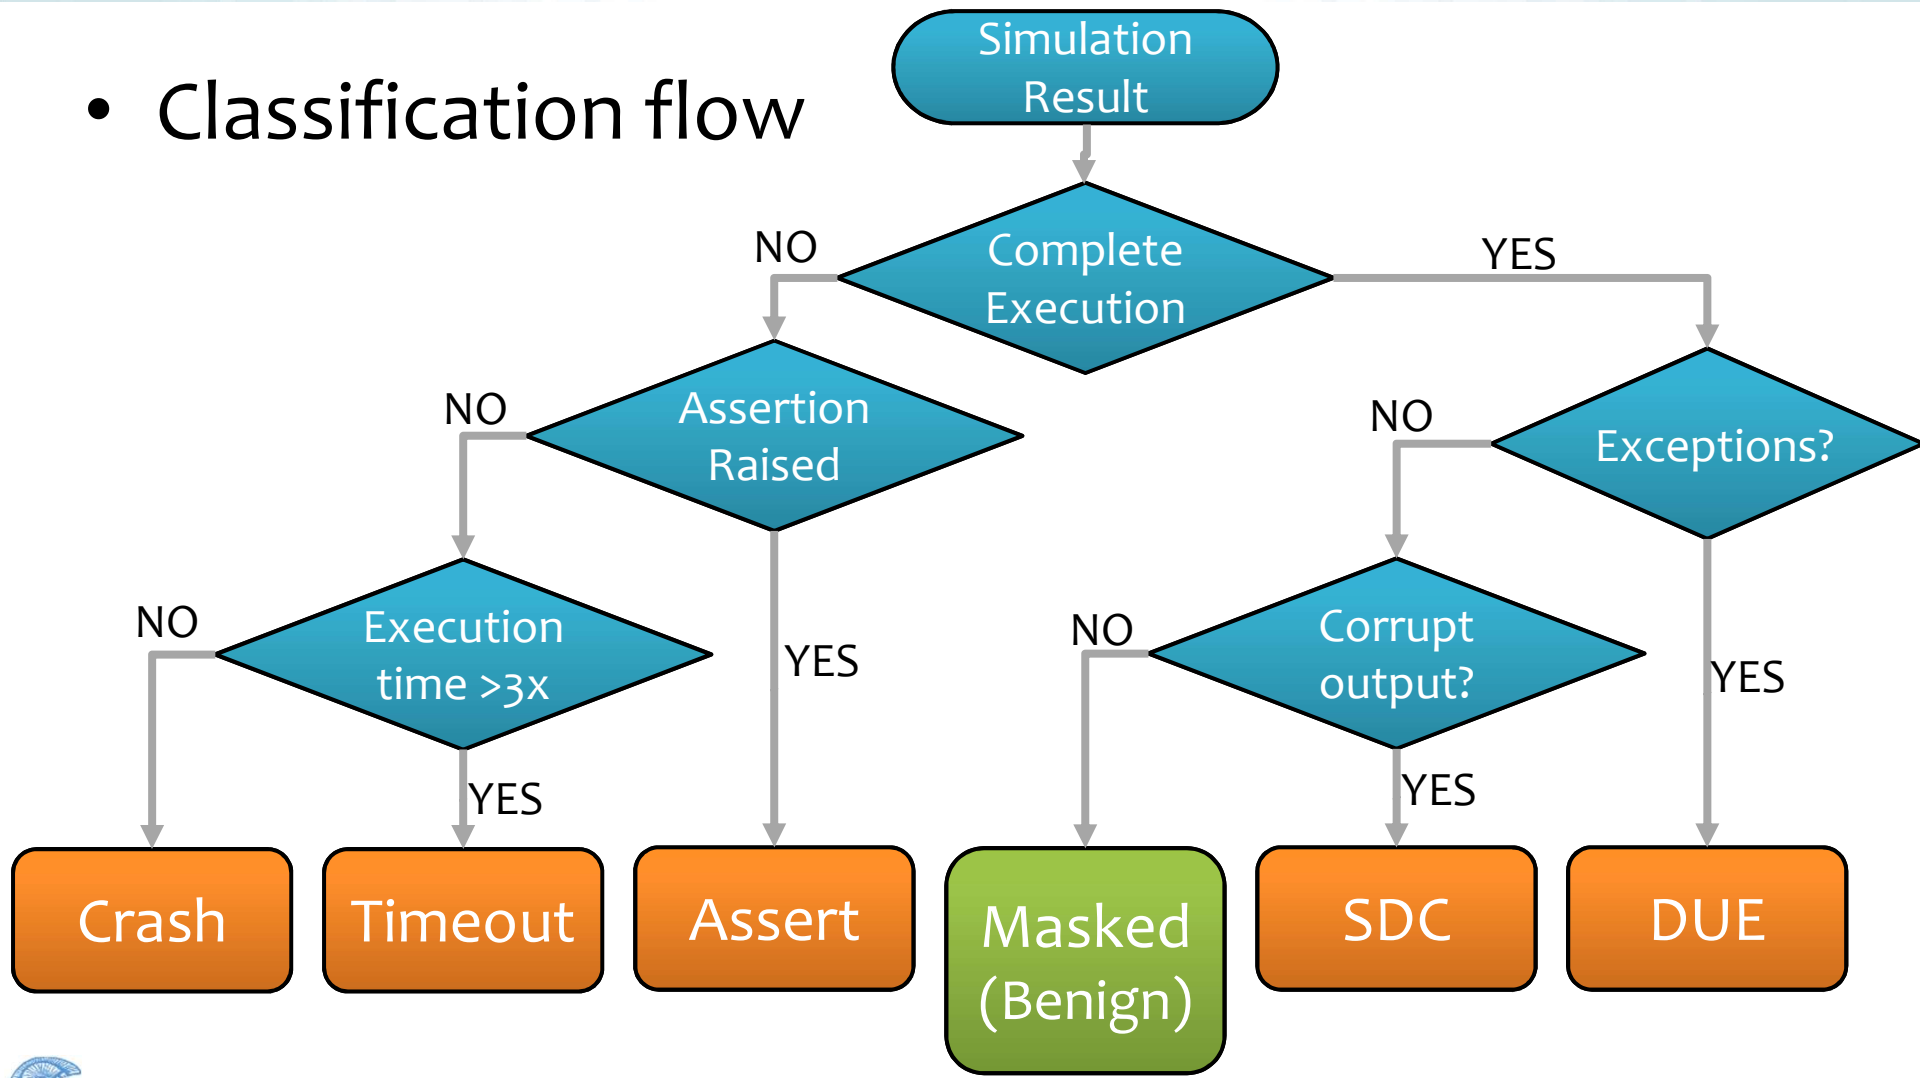 • Classification flow
Simulation
Result
Complete
Execution
NO
YES
Assertion
Raised
NO
YES
Exceptions?
NO
YES
Execution
time >3x
NO
YES
Corrupt
output?
NO
YES
Crash
Timeout
Assert
Masked
(Benign)
SDC
DUE